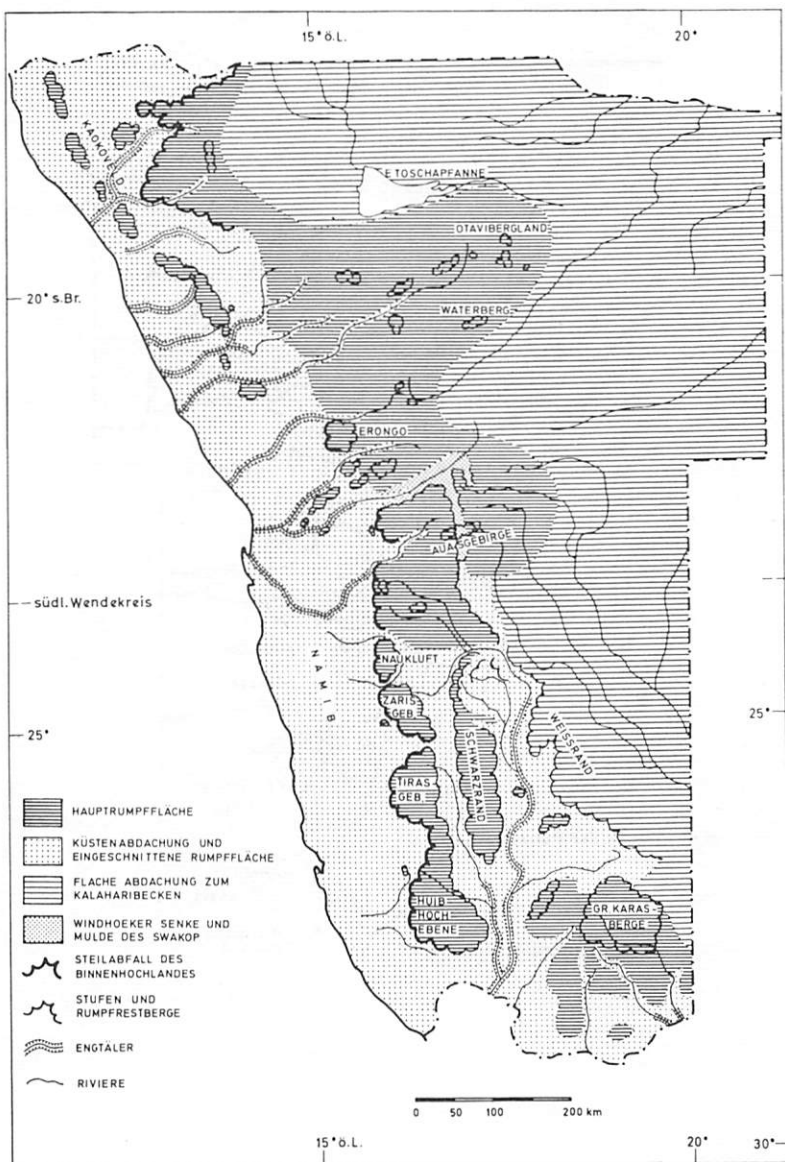 15° ö.L.
20°
KAOKOVELD
ETOSCHAPFANNE
OTAVIBERGLAND
20° s.Br.
WATERBERG
ERONGO
AUASGEBIRGE
südl. Wendekreis
NAMIB
NAUKLUFT
ZARIS
GEB.
WEISSRAND
25°
25°
SCHWARZRAND
TIRAS
GEB.
HAUPTRUMPFFLÄCHE
KÜSTENABDACHUNG UND
EINGESCHNITTENE RUMPFFLÄCHE
FLACHE ABDACHUNG ZUM
KALAHARIBECKEN
HUIB
HOCH
EBENE
GR. KARAS-
BERGE
WINDHOEKER SENKE UND
MULDE DES SWAKOP
STEILABFALL DES
BINNENHOCHLANDES
STUFEN UND
RUMPFRESTBERGE
ENGTÄLER
RIVIERE
0 50 100 200 km
15° ö.L.
20°
30°